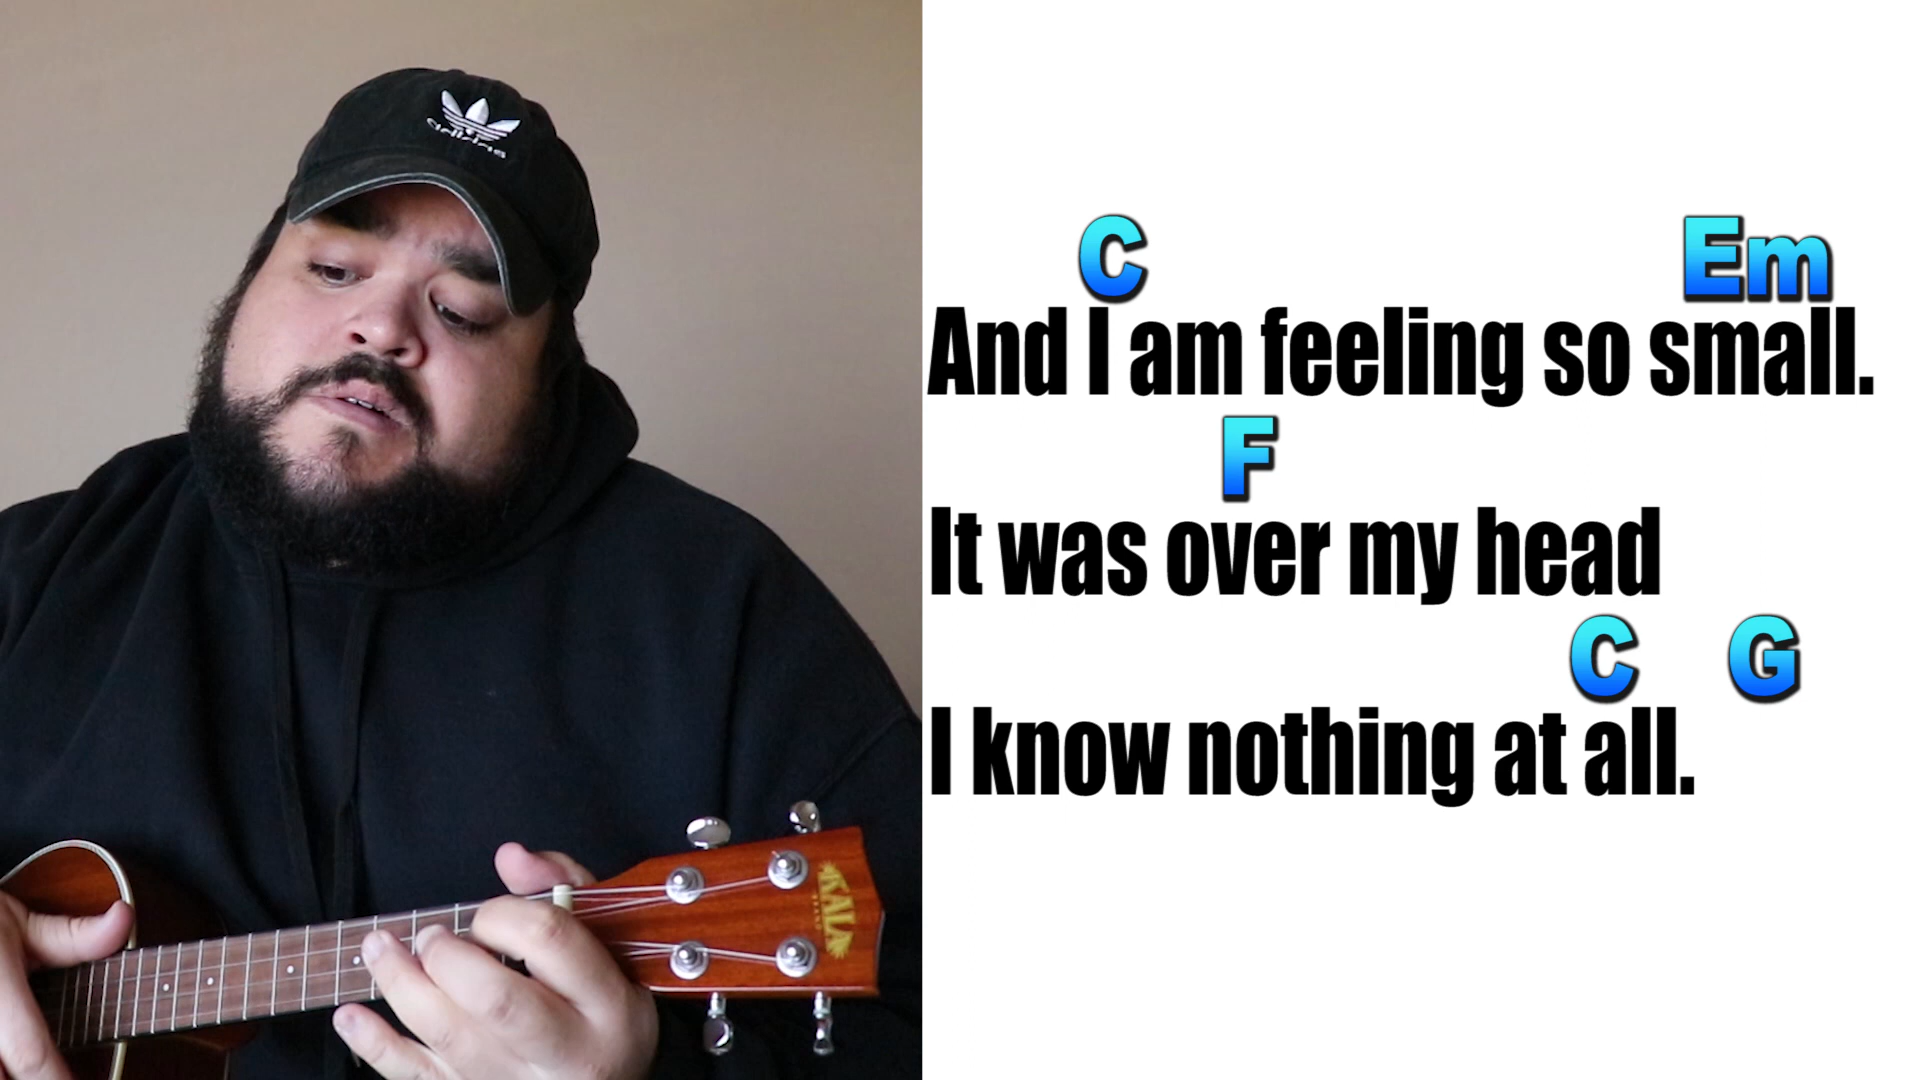 adidas
C Em
And I am feeling so small.
F
It was over my head
C G
I know nothing at all.
KALA